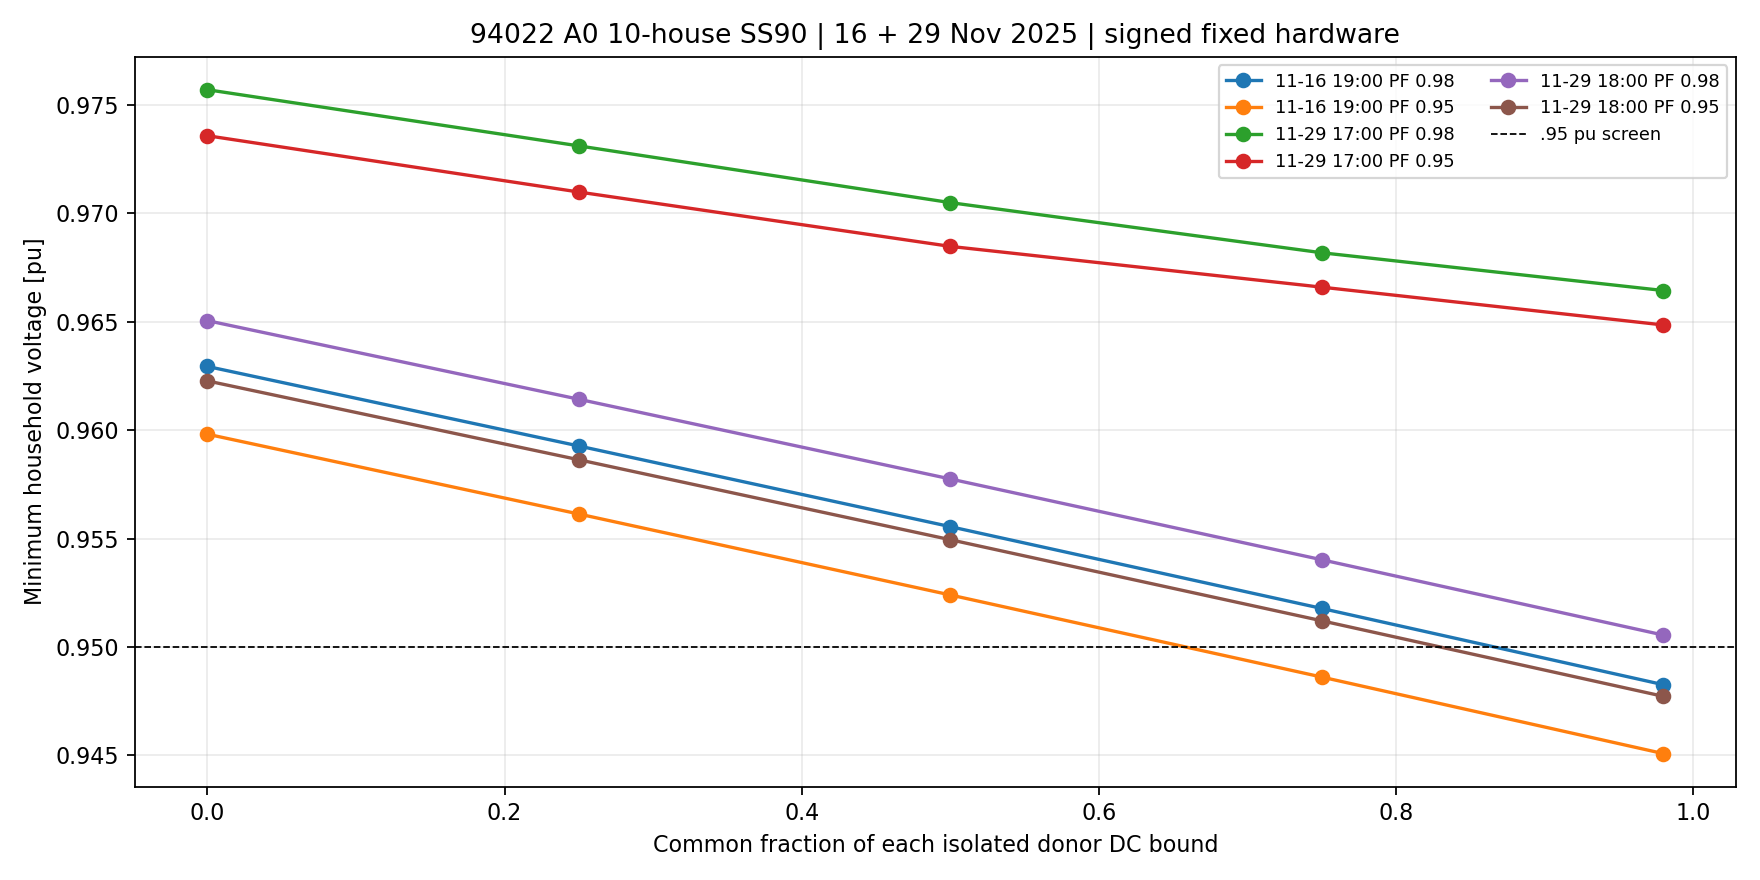 94022 A0 10-house SS90 | 16 + 29 Nov 2025 | signed fixed hardware
11-16 19:00 PF 0.98
11-16 19:00 PF 0.95
11-29 17:00 PF 0.98
11-29 17:00 PF 0.95
11-29 18:00 PF 0.98
11-29 18:00 PF 0.95
.95 pu screen
Minimum household voltage [pu]
0.975
0.970
0.965
0.960
0.955
0.950
0.945
0.0 0.2 0.4 0.6 0.8 1.0
Common fraction of each isolated donor DC bound